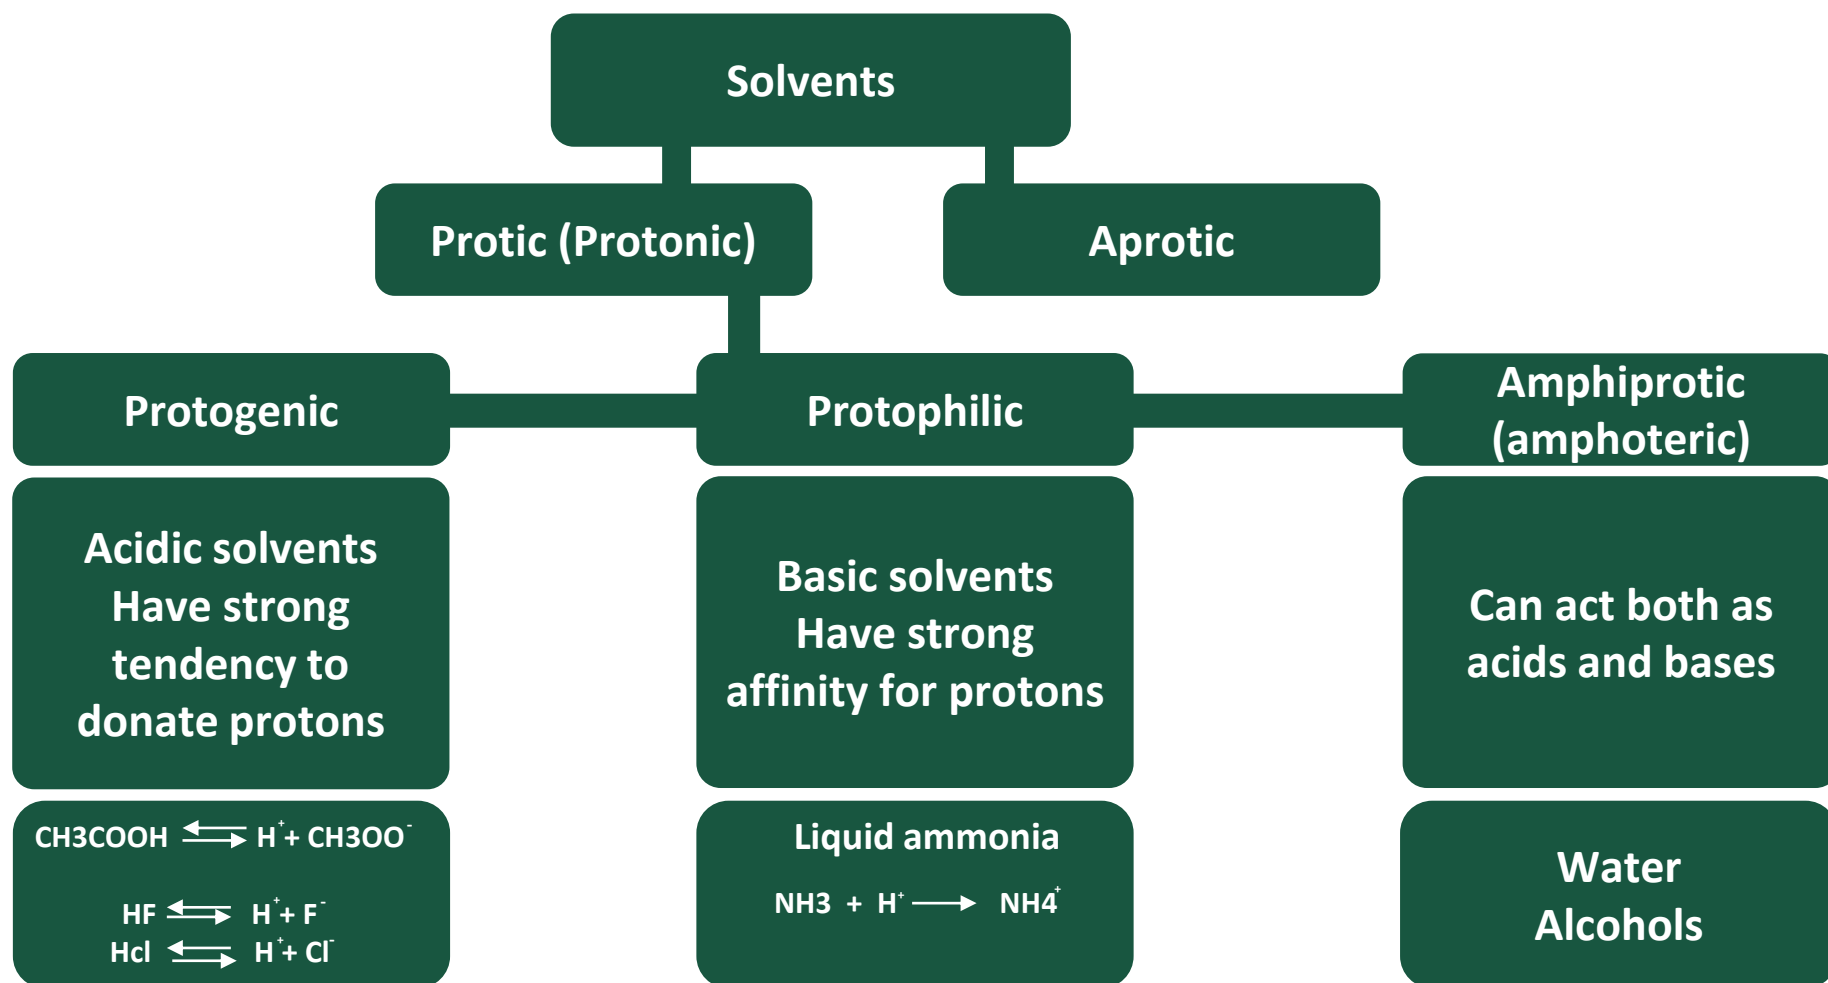 Solvents
Protic (Protonic)
Aprotic
Protogenic
Protophilic
Amphiprotic
(amphoteric)
Acidic solvents
Have strong
tendency to
donate protons
Basic solvents
Have strong
affinity for protons
Can act both as
acids and bases
CH3COOH ⇌ H⁺ + CH3OO⁻
HF ⇌ H⁺ + F⁻
Hcl ⇌ H⁺ + Cl⁻
Liquid ammonia
NH3 + H⁺ → NH4⁺
Water
Alcohols